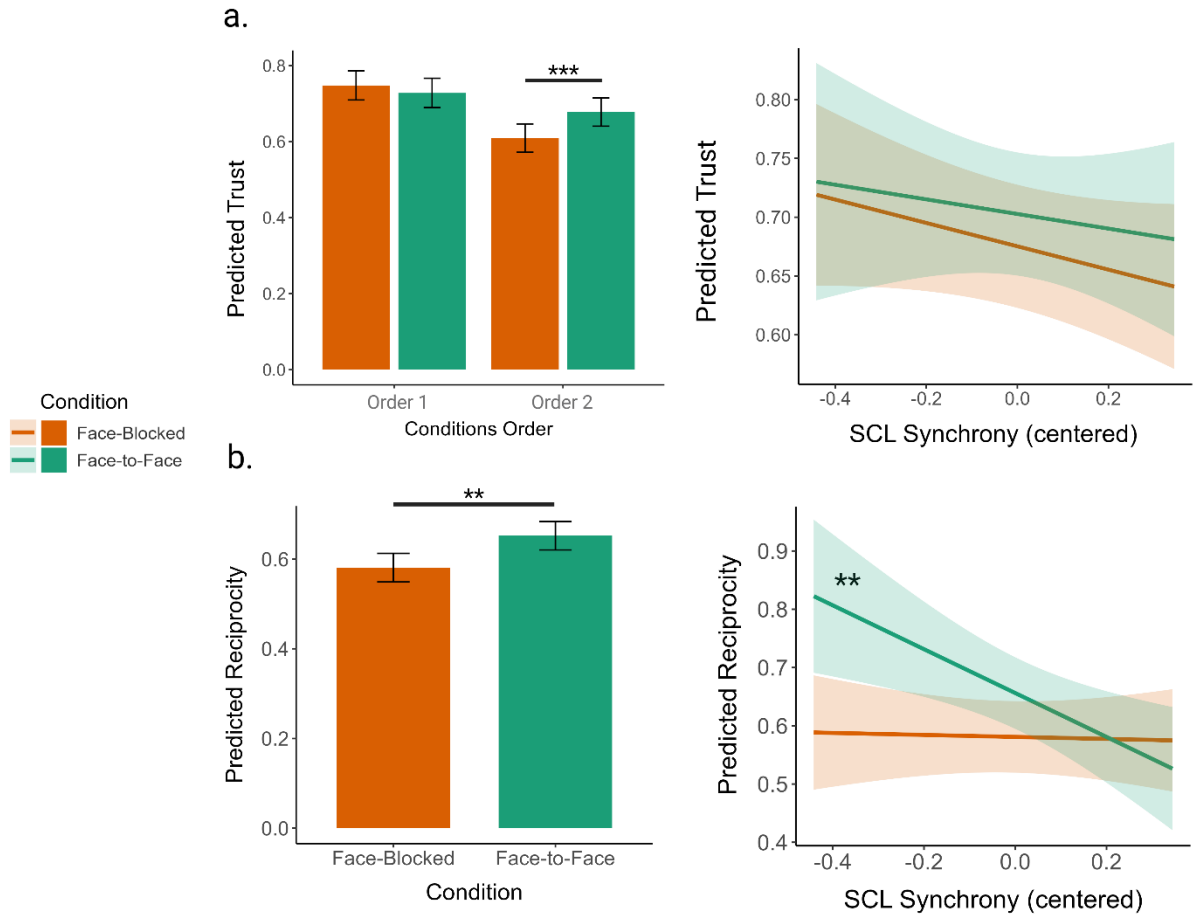 a.
Predicted Trust
0.8
0.6
0.4
0.2
0.0
***
Order 1
Order 2
Conditions Order
Predicted Trust
0.80
0.75
0.70
0.65
0.60
-0.4
-0.2
0.0
0.2
SCL Synchrony (centered)
Condition
Face-Blocked
Face-to-Face
b.
Predicted Reciprocity
0.6
0.4
0.2
0.0
**
Face-Blocked
Face-to-Face
Condition
Predicted Reciprocity
0.9
0.8
0.7
0.6
0.5
0.4
**
-0.4
-0.2
0.0
0.2
SCL Synchrony (centered)